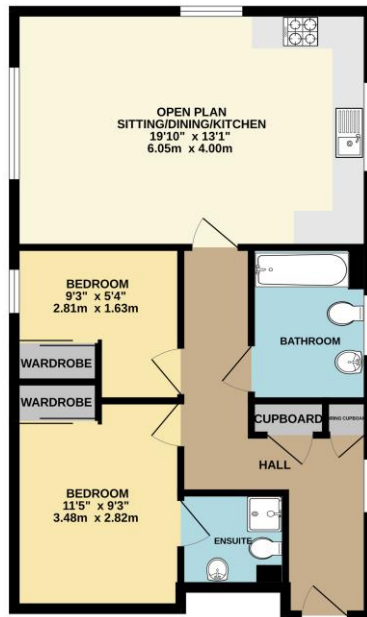 OPEN PLAN
SITTING/DINING/KITCHEN
19'10" x 13'1"
6.05m x 4.00m
BEDROOM
9'3" x 5'4"
2.81m x 1.63m
WARDROBE
BATHROOM
WARDROBE
CUPBOARD
CUPBOARD
HALL
BEDROOM
11'5" x 9'3"
3.48m x 2.82m
ENSUITE